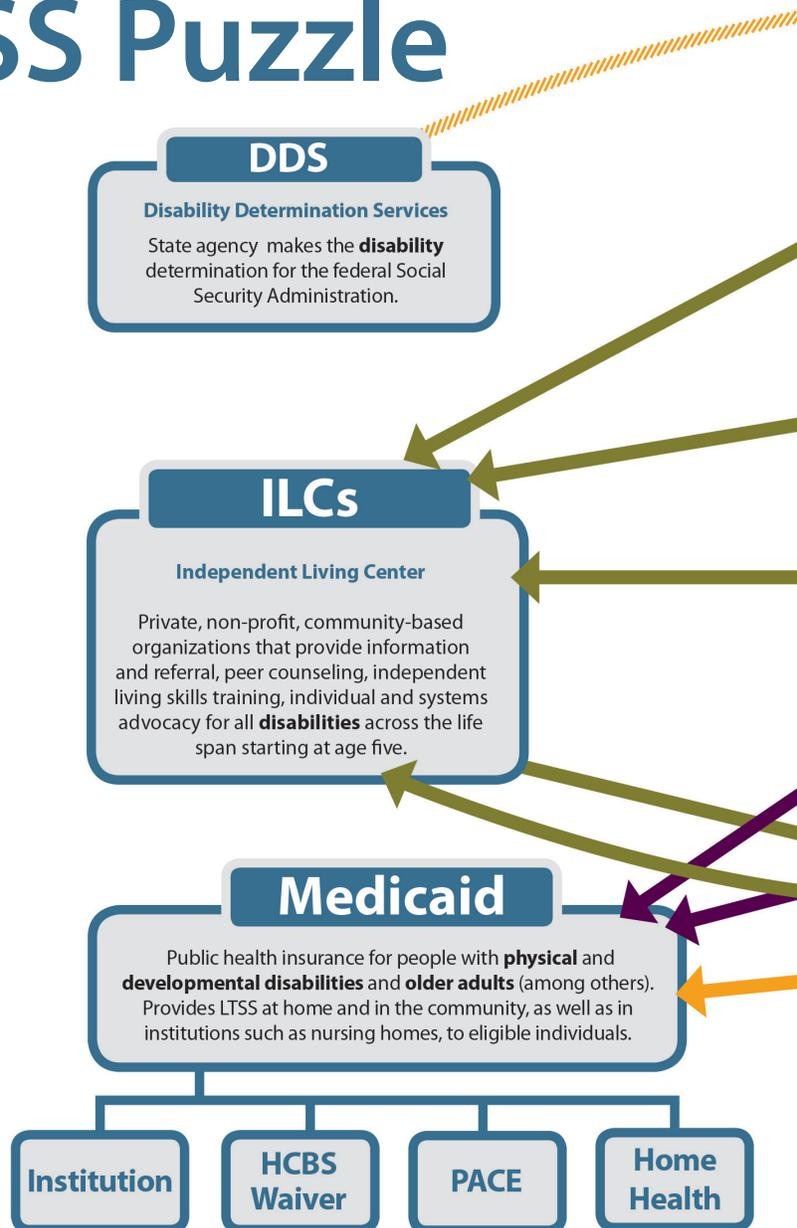 SS Puzzle
DDS
Disability Determination Services
State agency makes the disability
determination for the federal Social
Security Administration.
ILCs
Independent Living Center
Private, non-profit, community-based
organizations that provide information
and referral, peer counseling, independent
living skills training, individual and systems
advocacy for all disabilities across the life
span starting at age five.
Medicaid
Public health insurance for people with physical and
developmental disabilities and older adults (among others).
Provides LTSS at home and in the community, as well as in
institutions such as nursing homes, to eligible individuals.
Institution
HCBS
Waiver
PACE
Home
Health